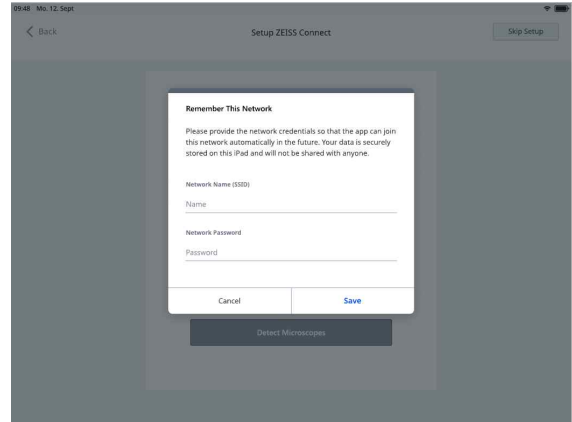 09:48 Mo. 12. Sept
Back
Setup ZEISS Connect
Skip Setup
Remember This Network
Please provide the network credentials so that the app can join
this network automatically in the future. Your data is securely
stored on this iPad and will not be shared with anyone.
Network Name (SSID)
Name
Network Password
Password
Cancel
Save
Detect Microscopes